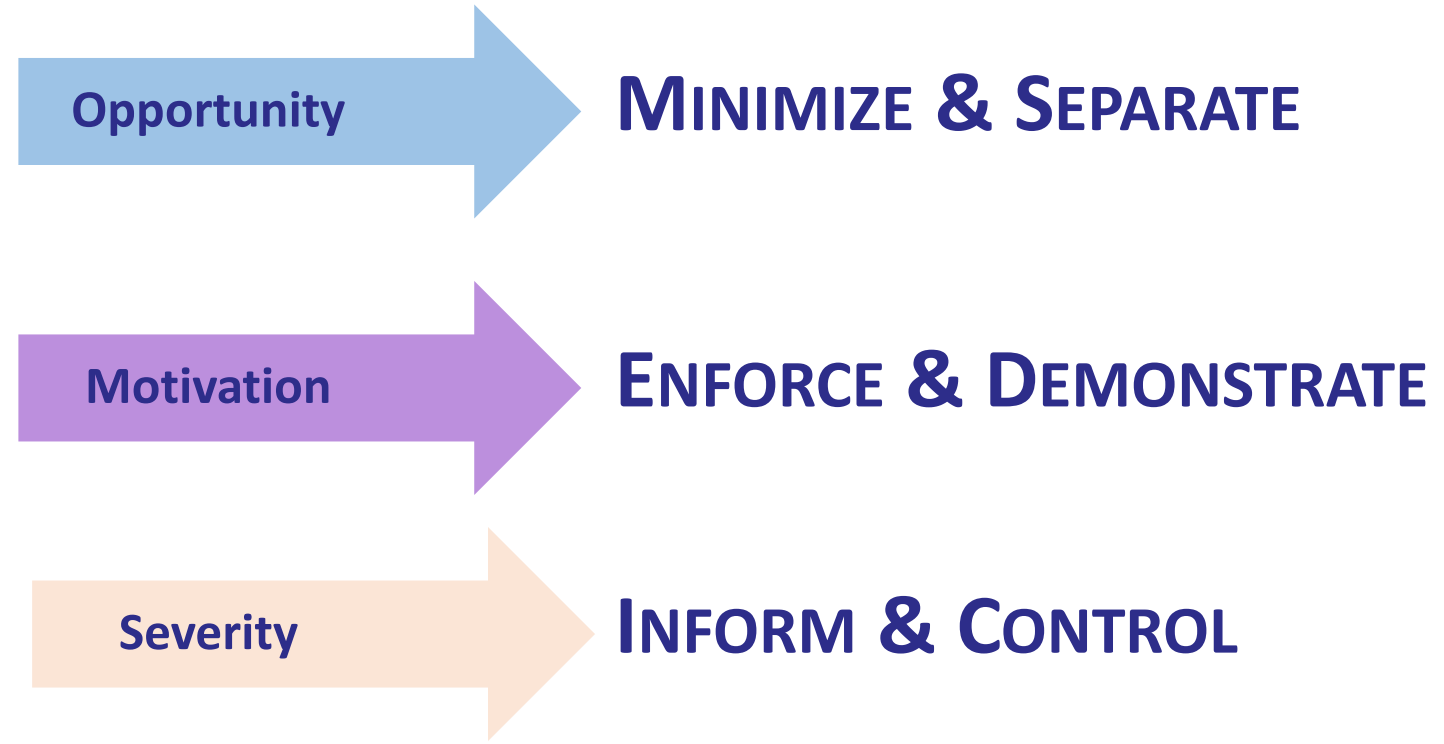 Opportunity
MINIMIZE & SEPARATE
Motivation
ENFORCE & DEMONSTRATE
Severity
INFORM & CONTROL